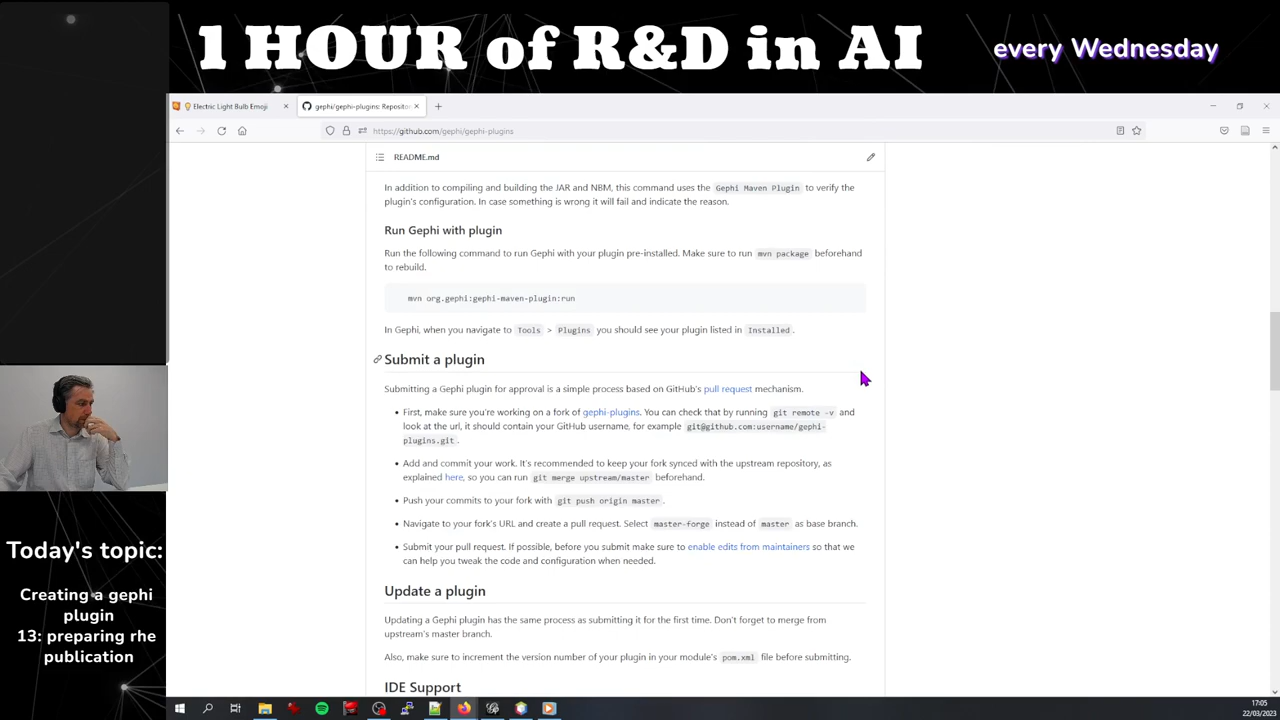 1 HOUR of R&D in AI
every Wednesday
Electric Light Bulb Emoji
gephi/gephi-plugins: Repositor
https://github.com/gephi/gephi-plugins
README.md
In addition to compiling and building the JAR and NBM, this command uses the Gephi Maven Plugin to verify the
plugin's configuration. In case something is wrong it will fail and indicate the reason.
Run Gephi with plugin
Run the following command to run Gephi with your plugin pre-installed. Make sure to run mvn package beforehand
to rebuild.
mvn org.gephi:gephi-maven-plugin:run
In Gephi, when you navigate to Tools > Plugins you should see your plugin listed in Installed.
Submit a plugin
Submitting a Gephi plugin for approval is a simple process based on GitHub's pull request mechanism.
• First, make sure you're working on a fork of gephi-plugins. You can check that by running git remote -v and
look at the url, it should contain your GitHub username, for example git@github.com:username/gephi-
plugins.git.
• Add and commit your work. It's recommended to keep your fork synced with the upstream repository, as
explained here, so you can run git merge upstream/master beforehand.
• Push your commits to your fork with git push origin master.
• Navigate to your fork's URL and create a pull request. Select master-forge instead of master as base branch.
• Submit your pull request. If possible, before you submit make sure to enable edits from maintainers so that we
can help you tweak the code and configuration when needed.
Update a plugin
Updating a Gephi plugin has the same process as submitting it for the first time. Don't forget to merge from
upstream's master branch.
Also, make sure to increment the version number of your plugin in your module's pom.xml file before submitting.
IDE Support
Today's topic:
Creating a gephi
plugin
13: preparing rhe
publication
17:05
22/03/2023